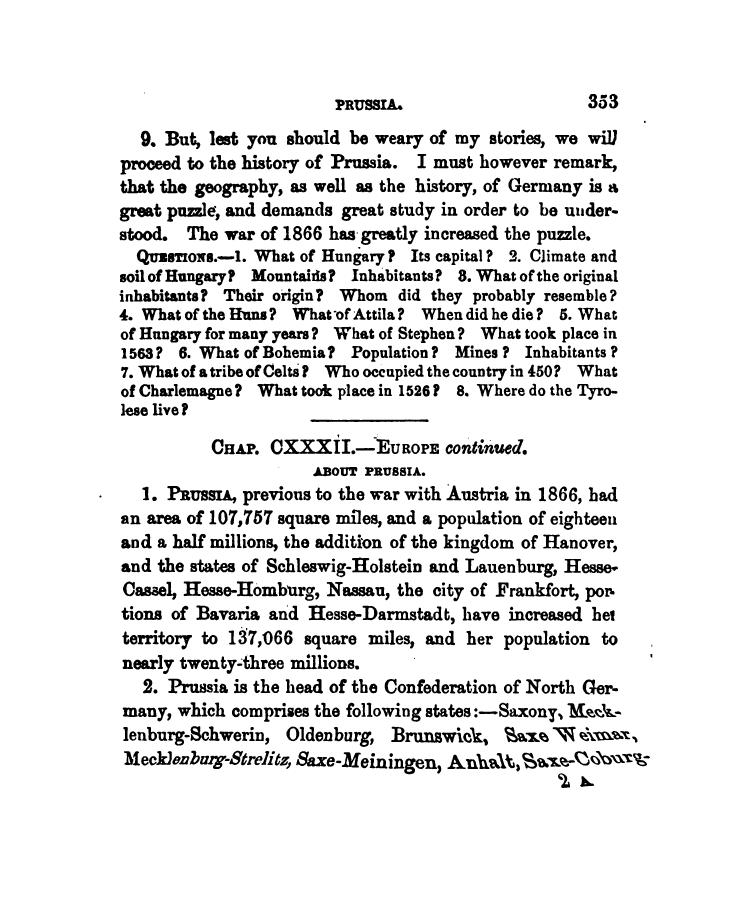 PRUSSIA. 353
9. But, lest you should be weary of my stories, we will
proceed to the history of Prussia. I must however remark,
that the geography, as well as the history, of Germany is a
great puzzle, and demands great study in order to be under-
stood. The war of 1866 has greatly increased the puzzle.
QUESTIONS.—1. What of Hungary? Its capital? 2. Climate and
soil of Hungary? Mountains? Inhabitants? 3. What of the original
inhabitants? Their origin? Whom did they probably resemble?
4. What of the Huns? What of Attila? When did he die? 5. What
of Hungary for many years? What of Stephen? What took place in
1563? 6. What of Bohemia? Population? Mines? Inhabitants?
7. What of a tribe of Celts? Who occupied the country in 450? What
of Charlemagne? What took place in 1526? 8. Where do the Tyro-
lese live?
CHAP. CXXXII.—EUROPE continued.
ABOUT PRUSSIA.
1. PRUSSIA, previous to the war with Austria in 1866, had
an area of 107,757 square miles, and a population of eighteen
and a half millions, the addition of the kingdom of Hanover,
and the states of Schleswig-Holstein and Lauenburg, Hesse-
Cassel, Hesse-Homburg, Nassau, the city of Frankfort, por-
tions of Bavaria and Hesse-Darmstadt, have increased her
territory to 137,066 square miles, and her population to
nearly twenty-three millions.
2. Prussia is the head of the Confederation of North Ger-
many, which comprises the following states:—Saxony, Meck-
lenburg-Schwerin, Oldenburg, Brunswick, Saxe Weimar,
Mecklenburg-Strelitz, Saxe-Meiningen, Anhalt, Saxe-Coburg-
2 A